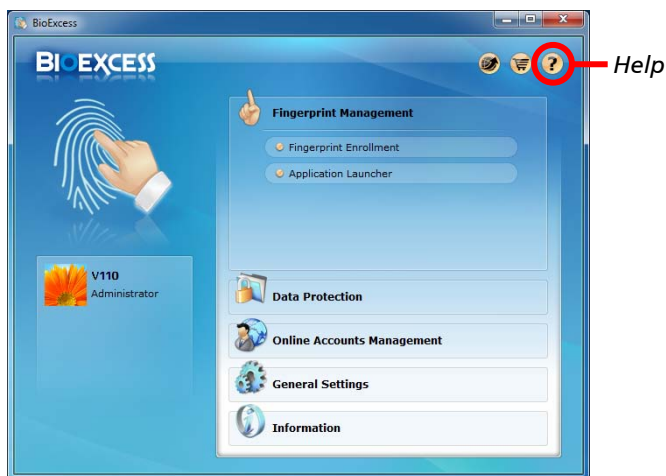 BioExcess
BIOEXCESS
? Help
Fingerprint Management
Fingerprint Enrollment
Application Launcher
V110
Administrator
Data Protection
Online Accounts Management
General Settings
Information